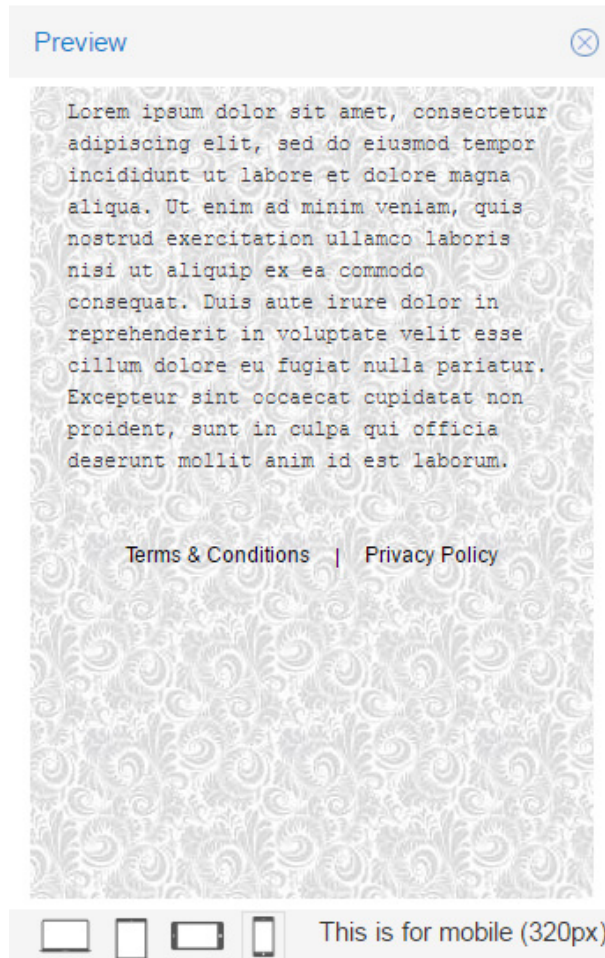 Preview
Lorem ipsum dolor sit amet, consectetur
adipiscing elit, sed do eiusmod tempor
incididunt ut labore et dolore magna
aliqua. Ut enim ad minim veniam, quis
nostrud exercitation ullamco laboris
nisi ut aliquip ex ea commodo
consequat. Duis aute irure dolor in
reprehenderit in voluptate velit esse
cillum dolore eu fugiat nulla pariatur.
Excepteur sint occaecat cupidatat non
proident, sunt in culpa qui officia
deserunt mollit anim id est laborum.
Terms & Conditions | Privacy Policy
This is for mobile (320px)